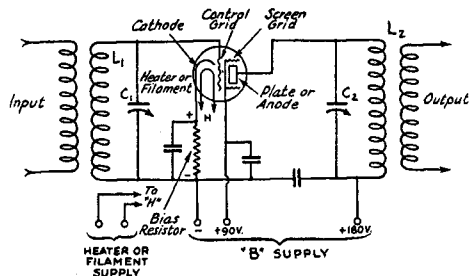 Control Grid
Screen Grid
Cathode
L2
L1
Heater or Filament
Input
C1
C2
Plate or Anode
Output
H
+
-
To "H"
Bias Resistor
- +90V. +180V.
"B" SUPPLY
HEATER OR FILAMENT SUPPLY